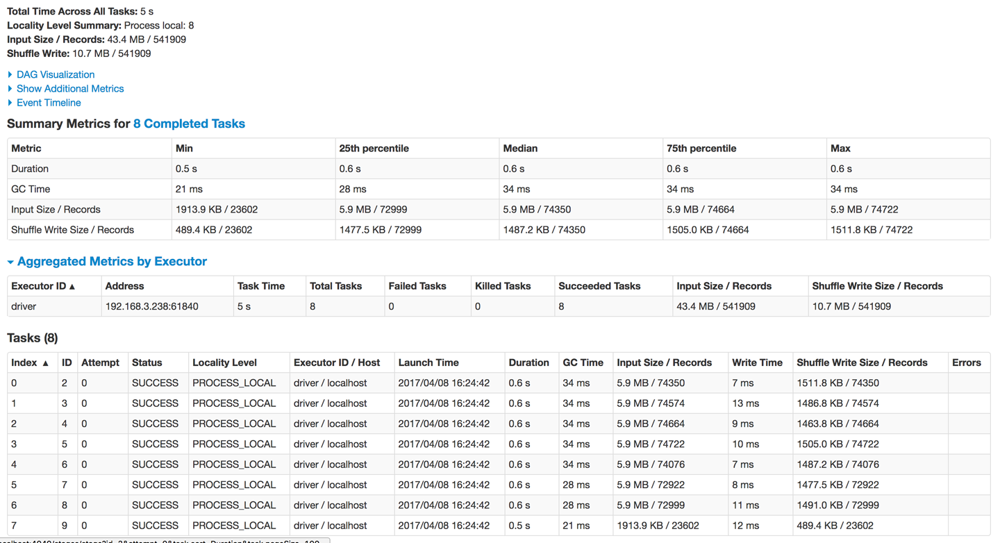 Total Time Across All Tasks: 5 s
Locality Level Summary: Process local: 8
Input Size / Records: 43.4 MB / 541909
Shuffle Write: 10.7 MB / 541909
DAG Visualization
Show Additional Metrics
Event Timeline
Summary Metrics for 8 Completed Tasks
Metric Min 25th percentile Median 75th percentile Max
Duration 0.5 s 0.6 s 0.6 s 0.6 s 0.6 s
GC Time 21 ms 28 ms 34 ms 34 ms 34 ms
Input Size / Records 1913.9 KB / 23602 5.9 MB / 72999 5.9 MB / 74350 5.9 MB / 74664 5.9 MB / 74722
Shuffle Write Size / Records 489.4 KB / 23602 1477.5 KB / 72999 1487.2 KB / 74350 1505.0 KB / 74664 1511.8 KB / 74722
Aggregated Metrics by Executor
Executor ID ▲ Address Task Time Total Tasks Failed Tasks Killed Tasks Succeeded Tasks Input Size / Records Shuffle Write Size / Records
driver 192.168.3.238:61840 5 s 8 0 0 8 43.4 MB / 541909 10.7 MB / 541909
Tasks (8)
Index ▲ ID Attempt Status Locality Level Executor ID / Host Launch Time Duration GC Time Input Size / Records Write Time Shuffle Write Size / Records Errors
0 2 0 SUCCESS PROCESS_LOCAL driver / localhost 2017/04/08 16:24:42 0.6 s 34 ms 5.9 MB / 74350 7 ms 1511.8 KB / 74350
1 3 0 SUCCESS PROCESS_LOCAL driver / localhost 2017/04/08 16:24:42 0.6 s 34 ms 5.9 MB / 74574 13 ms 1486.8 KB / 74574
2 4 0 SUCCESS PROCESS_LOCAL driver / localhost 2017/04/08 16:24:42 0.6 s 34 ms 5.9 MB / 74664 9 ms 1463.8 KB / 74664
3 5 0 SUCCESS PROCESS_LOCAL driver / localhost 2017/04/08 16:24:42 0.6 s 34 ms 5.9 MB / 74722 10 ms 1505.0 KB / 74722
4 6 0 SUCCESS PROCESS_LOCAL driver / localhost 2017/04/08 16:24:42 0.6 s 34 ms 5.9 MB / 74076 7 ms 1487.2 KB / 74076
5 7 0 SUCCESS PROCESS_LOCAL driver / localhost 2017/04/08 16:24:42 0.6 s 28 ms 5.9 MB / 72922 8 ms 1477.5 KB / 72922
6 8 0 SUCCESS PROCESS_LOCAL driver / localhost 2017/04/08 16:24:42 0.6 s 28 ms 5.9 MB / 72999 11 ms 1491.0 KB / 72999
7 9 0 SUCCESS PROCESS_LOCAL driver / localhost 2017/04/08 16:24:42 0.5 s 21 ms 1913.9 KB / 23602 12 ms 489.4 KB / 23602